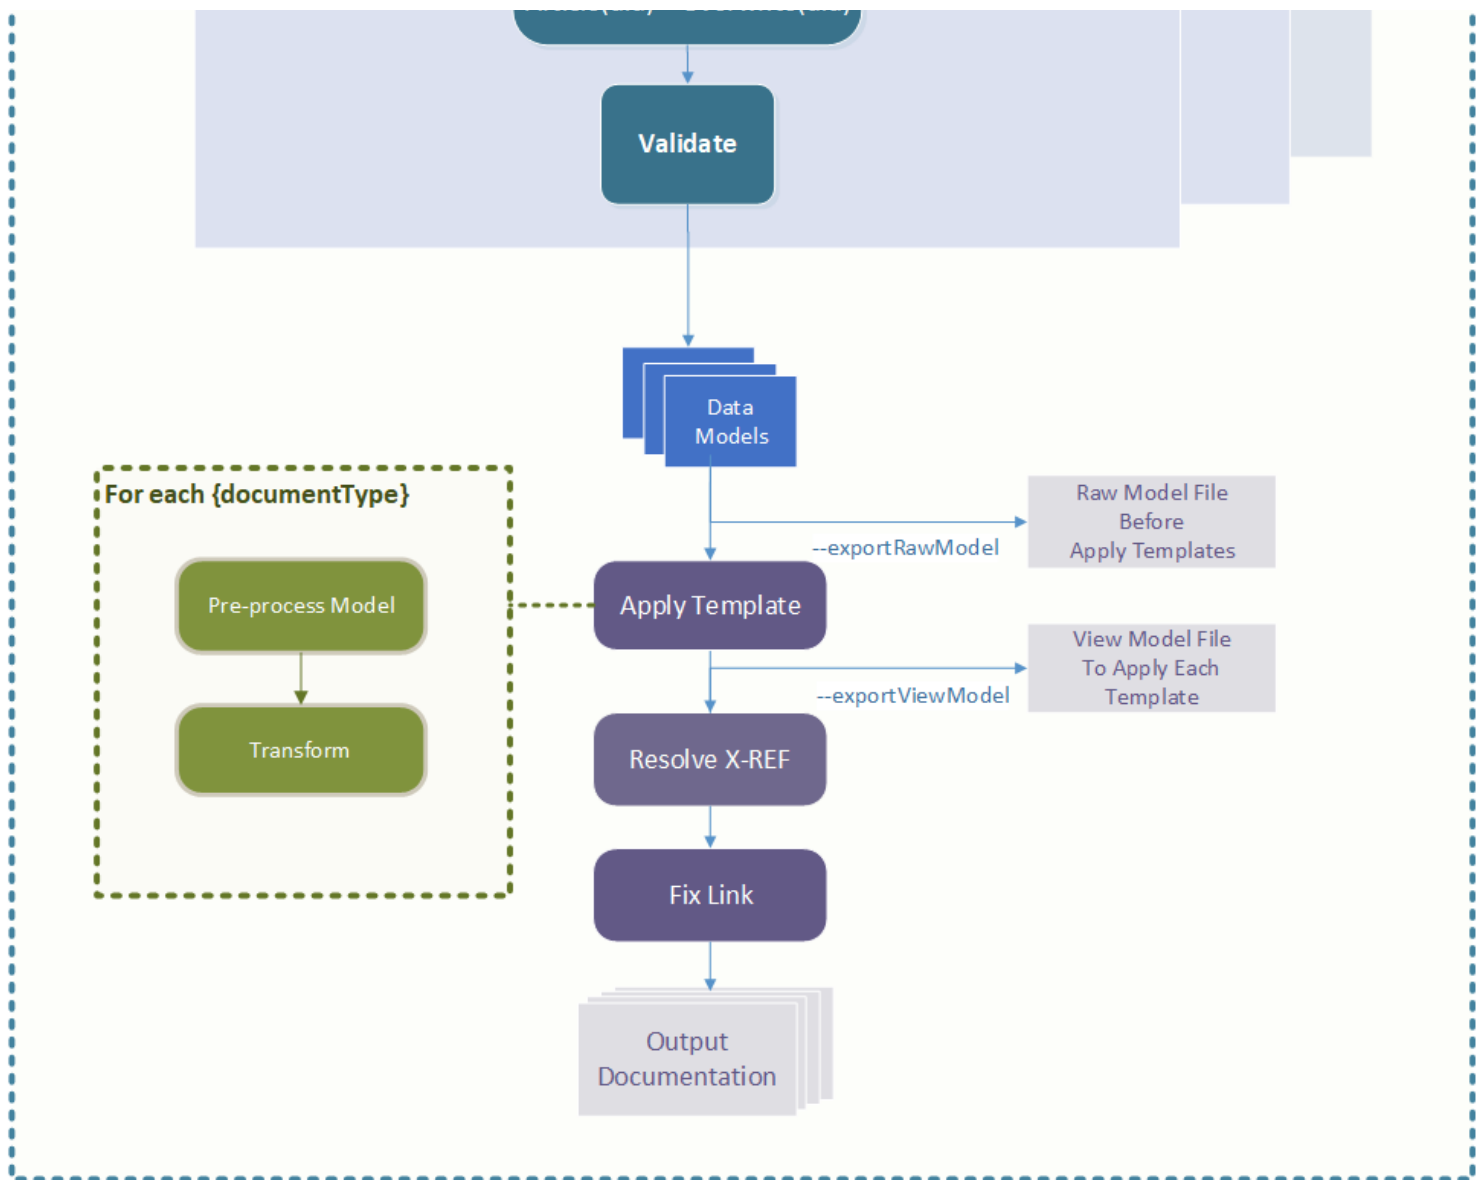 Validate
Data
Models
For each {documentType}
Raw Model File
Before
Apply Templates
--exportRawModel
Pre-process Model
Apply Template
View Model File
To Apply Each
Template
--exportViewModel
Transform
Resolve X-REF
Fix Link
Output
Documentation